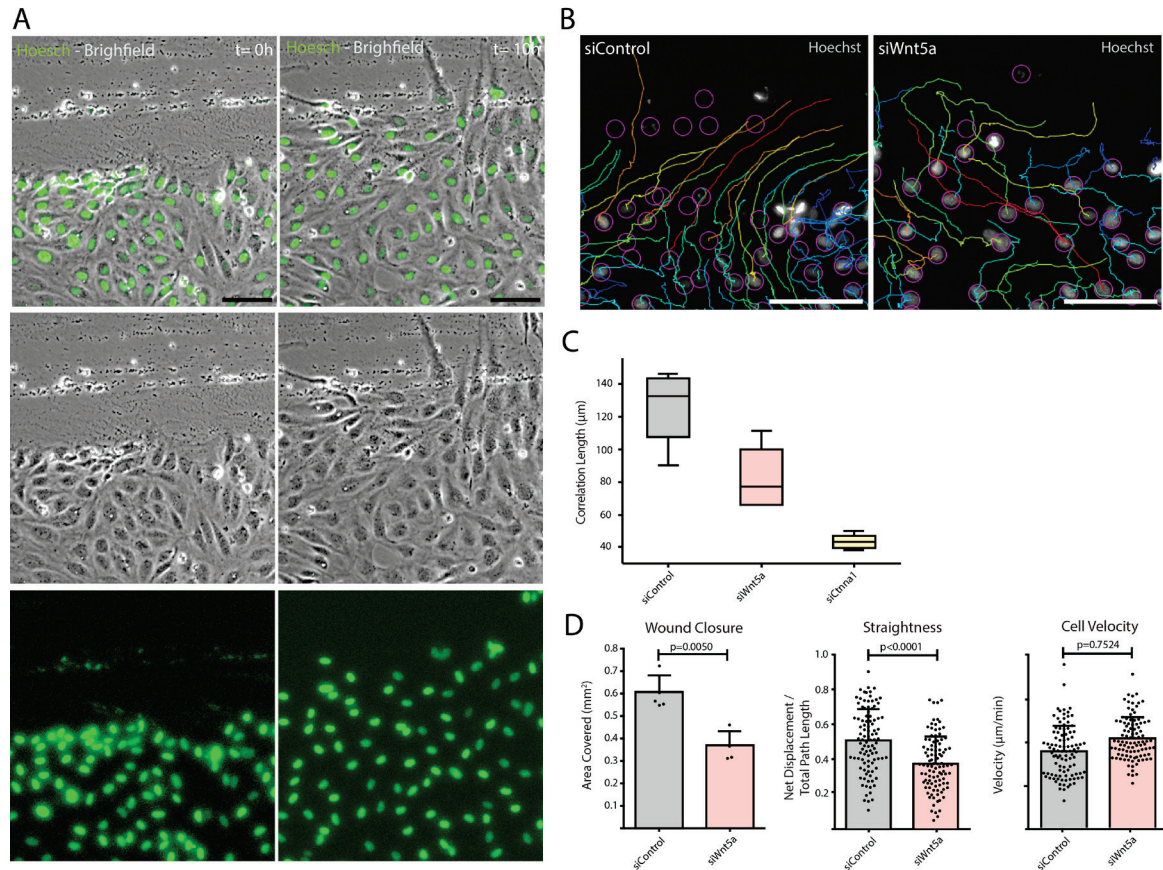 A
Hoesch - Brighfield t= 0h
Hoesch - Brighfield t= 10h
B
siControl Hoechst
siWnt5a Hoechst
C
Correlation Length (µm)
140
120
100
80
60
40
siControl
siWnt5a
siCtnna1
D
Wound Closure
p=0.0050
Area Covered (mm²)
0.8
0.7
0.6
0.5
0.4
0.3
0.2
0.1
siControl
siWnt5a
Straightness
p<0.0001
Net Displacement /
Total Path Length
1.0
0.8
0.6
0.4
0.2
siControl
siWnt5a
Cell Velocity
p=0.7524
Velocity (µm/min)
siControl
siWnt5a